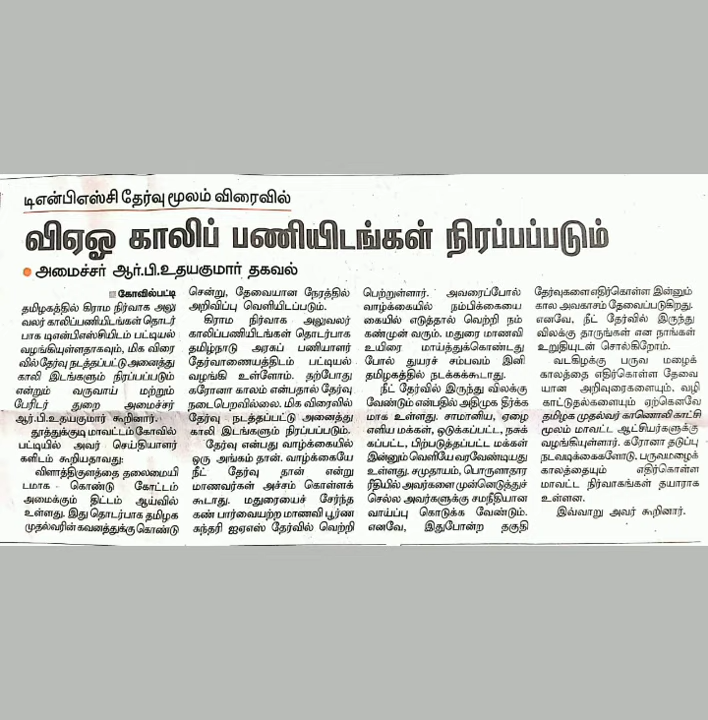 டிஎன்பிஎஸ்சி தேர்வு மூலம் விரைவில்
விஏஓ காலிப் பணியிடங்கள் நிரப்பப்படும்
அமைச்சர் ஆர்.பி.உதயகுமார் தகவல்
கோவில்பட்டி
தமிழகத்தில் கிராம நிர்வாக அலு
வலர் காலிப்பணியிடங்கள் தொடர்
பாக டிஎன்பிஎஸ்சியிடம் பட்டியல்
வழங்கியுள்ளதாகவும், மிக விரை
வில் தேர்வு நடத்தப்பட்டு அனைத்து
காலி இடங்களும் நிரப்பப்படும்
என்றும் வருவாய் மற்றும்
பேரிடர் துறை அமைச்சர்
ஆர்.பி.உதயகுமார் கூறினார்.
தூத்துக்குடி மாவட்டம் கோவில்
பட்டியில் அவர் செய்தியாளர்
களிடம் கூறியதாவது:
விளாத்திகுளத்தை தலைமையி
டமாக கொண்டு கோட்டம்
அமைக்கும் திட்டம் ஆய்வில்
உள்ளது. இது தொடர்பாக தமிழக
முதல்வரின் கவனத்துக்கு கொண்டு
சென்று, தேவையான நேரத்தில்
அறிவிப்பு வெளியிடப்படும்.
கிராம நிர்வாக அலுவலர்
காலிப்பணியிடங்கள் தொடர்பாக
தமிழ்நாடு அரசுப் பணியாளர்
தேர்வாணையத்திடம் பட்டியல்
வழங்கி உள்ளோம். தற்போது
கரோனா காலம் என்பதால் தேர்வு
நடைபெறவில்லை. மிக விரைவில்
தேர்வு நடத்தப்பட்டு அனைத்து
காலி இடங்களும் நிரப்பப்படும்.
தேர்வு என்பது வாழ்க்கையில்
ஒரு அங்கம் தான். வாழ்க்கையே
நீட் தேர்வு தான் என்று
மாணவர்கள் அச்சம் கொள்ளக்
கூடாது. மதுரையைச் சேர்ந்த
கண் பார்வையற்ற மாணவி பூர்ண
சுந்தரி ஐஏஎஸ் தேர்வில் வெற்றி
பெற்றுள்ளார். அவரைப்போல்
வாழ்க்கையில் நம்பிக்கையை
கையில் எடுத்தால் வெற்றி நம்
கண்முன் வரும். மதுரை மாணவி
உயிரை மாய்த்துக்கொண்டது
போல் துயரச் சம்பவம் இனி
தமிழகத்தில் நடக்கக்கூடாது.
நீட் தேர்வில் இருந்து விலக்கு
வேண்டும் என்பதில் அதிமுக தீர்க்க
மாக உள்ளது. சாமானிய, ஏழை
எளிய மக்கள், ஒடுக்கப்பட்ட, நசுக்
கப்பட்ட, பிற்படுத்தப்பட்ட மக்கள்
இன்னும் வெளியே வரவேண்டியது
உள்ளது. சமுதாயம், பொருளாதார
ரீதியில் அவர்களை முன்னெடுத்துச்
செல்ல அவர்களுக்கு சமநீதியான
வாய்ப்பு கொடுக்க வேண்டும்.
எனவே, இதுபோன்ற தகுதி
தேர்வுகளை எதிர்கொள்ள இன்னும்
கால அவகாசம் தேவைப்படுகிறது.
எனவே, நீட் தேர்வில் இருந்து
விலக்கு தாருங்கள் என நாங்கள்
உறுதியுடன் சொல்கிறோம்.
வடகிழக்கு பருவ மழைக்
காலத்தை எதிர்கொள்ள தேவை
யான அறிவுரைகளையும், வழி
காட்டுதல்களையும் ஏற்கெனவே
தமிழக முதல்வர் காணொலி காட்சி
மூலம் மாவட்ட ஆட்சியர்களுக்கு
வழங்கியுள்ளார். கரோனா தடுப்பு
நடவடிக்கைகளோடு, பருவமழைக்
காலத்தையும் எதிர்கொள்ள
மாவட்ட நிர்வாகங்கள் தயாராக
உள்ளன.
இவ்வாறு அவர் கூறினார்.